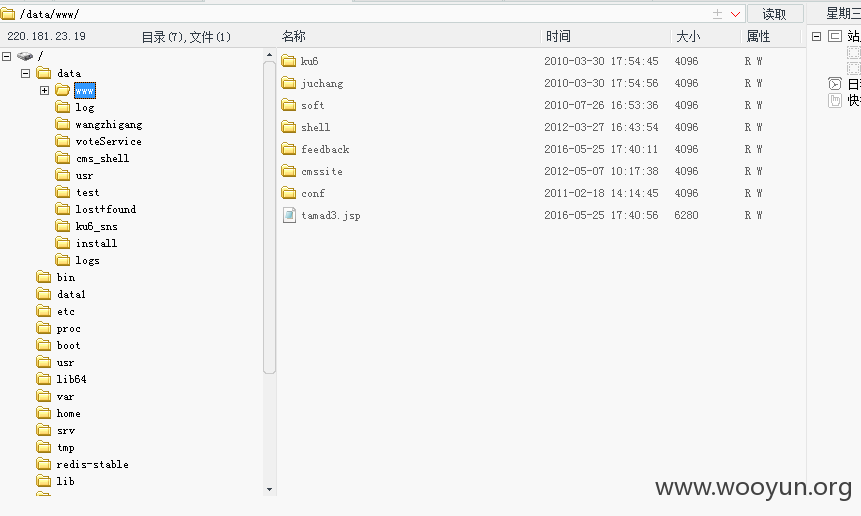 /data/www/ 读取 星期三
220.181.23.19 目录(7),文件(1) 名称 时间 大小 属性
/
data
www
log
wangzhigang
voteService
cms_shell
usr
test
lost+found
ku6_sns
install
logs
bin
data1
etc
proc
boot
usr
lib64
var
home
srv
tmp
redis-stable
lib
ku6 2010-03-30 17:54:45 4096 R W
juchang 2010-03-30 17:54:56 4096 R W
soft 2010-07-26 16:53:36 4096 R W
shell 2012-03-27 16:43:54 4096 R W
feedback 2016-05-25 17:40:11 4096 R W
cmssite 2012-05-07 10:17:38 4096 R W
conf 2011-02-18 14:14:45 4096 R W
tamad3.jsp 2016-05-25 17:40:56 6280 R W
站
日
快
www.wooyun.org